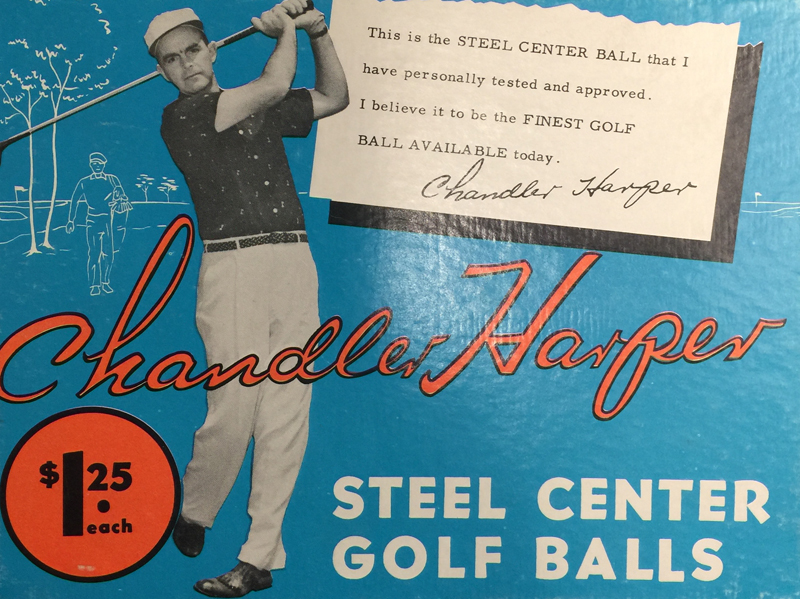 This is the STEEL CENTER BALL that I
have personally tested and approved.
I believe it to be the FINEST GOLF
BALL AVAILABLE today.
Chandler Harper
Chandler Harper
$1.25
each
STEEL CENTER
GOLF BALLS